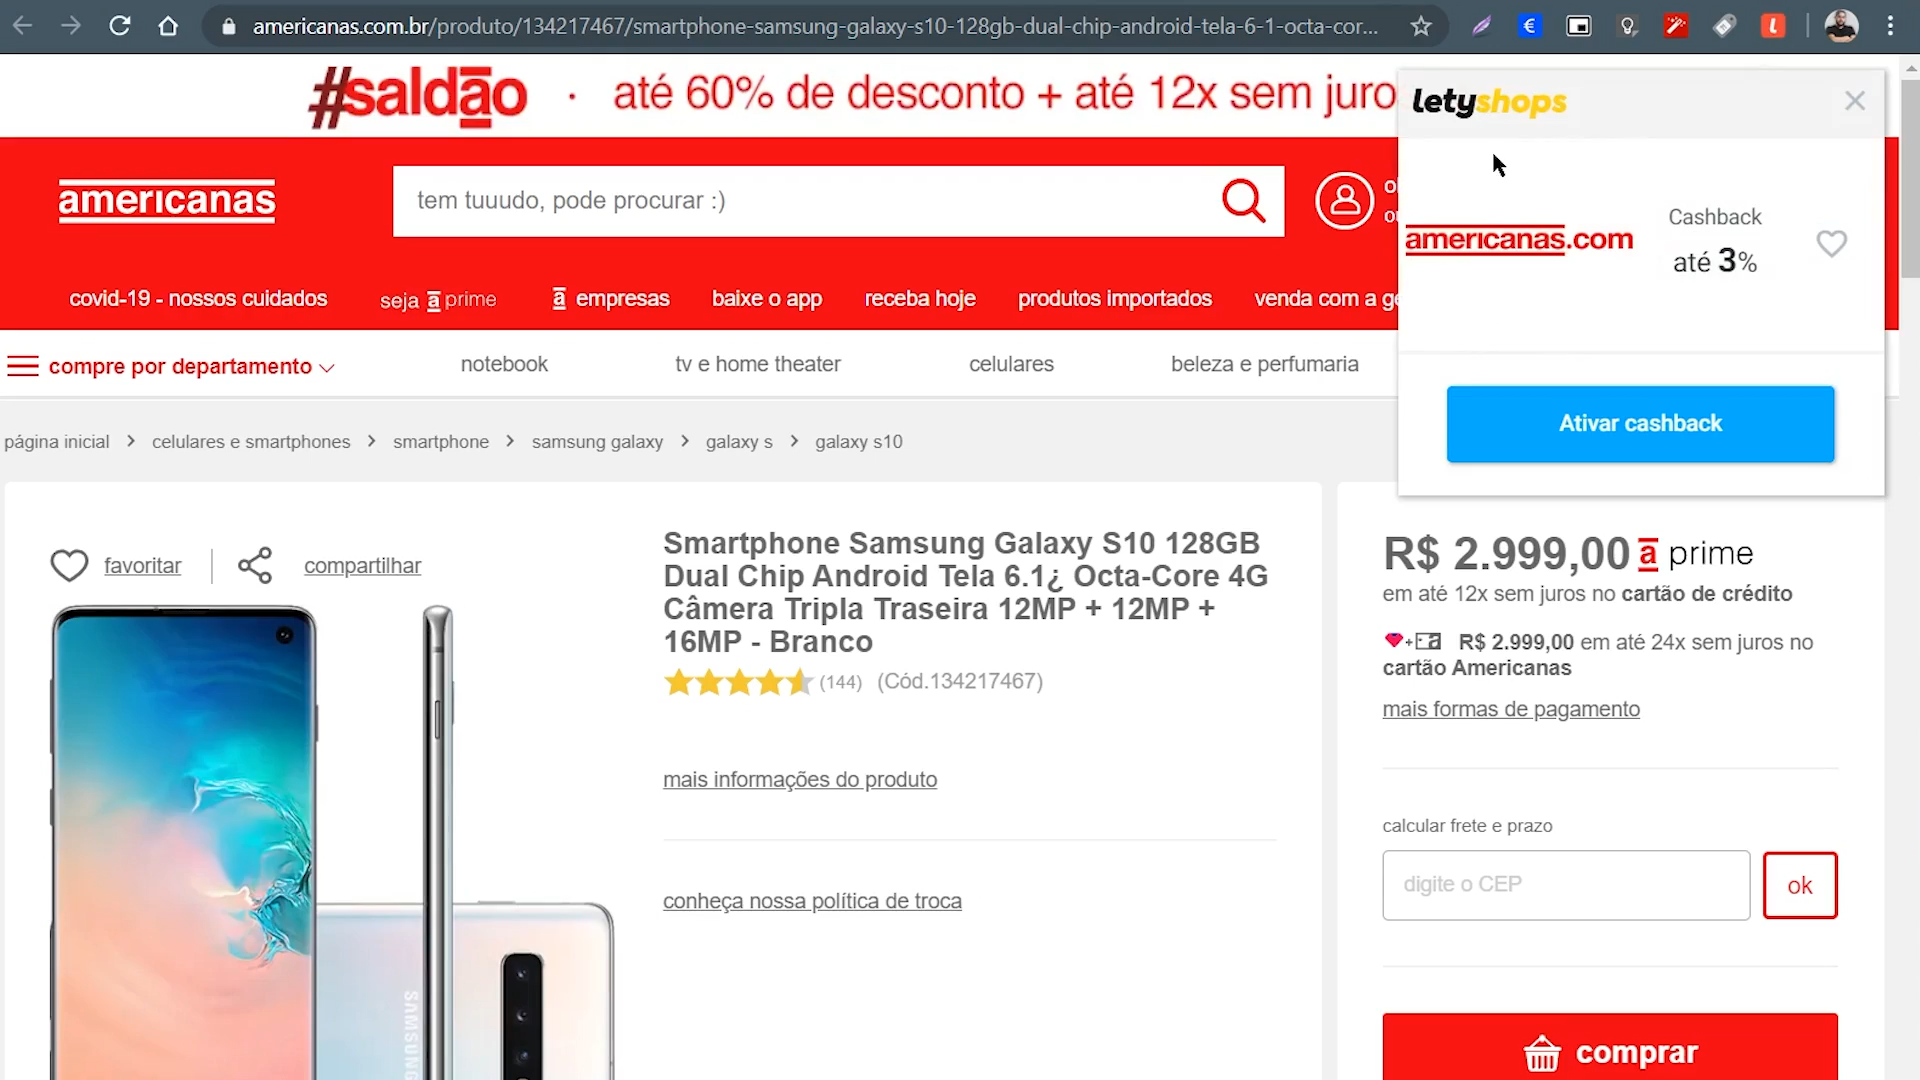 americanas.com.br/produto/134217467/smartphone-samsung-galaxy-s10-128gb-dual-chip-android-tela-6-1-octa-cor...
#saldão · até 60% de desconto + até 12x sem juro
letyshops
americanas
tem tuuudo, pode procurar :)
americanas.com
Cashback
até 3%
covid-19 - nossos cuidados
seja a prime
a empresas
baixe o app
receba hoje
produtos importados
venda com a ge
compre por departamento
notebook
tv e home theater
celulares
beleza e perfumaria
Ativar cashback
página inicial > celulares e smartphones > smartphone > samsung galaxy > galaxy s > galaxy s10
favoritar
compartilhar
Smartphone Samsung Galaxy S10 128GB
Dual Chip Android Tela 6.1¿ Octa-Core 4G
Câmera Tripla Traseira 12MP + 12MP +
16MP - Branco
(144) (Cód.134217467)
mais informações do produto
conheça nossa política de troca
SAMSUNG
R$ 2.999,00 a prime
em até 12x sem juros no cartão de crédito
+ R$ 2.999,00 em até 24x sem juros no
cartão Americanas
mais formas de pagamento
calcular frete e prazo
digite o CEP
ok
comprar